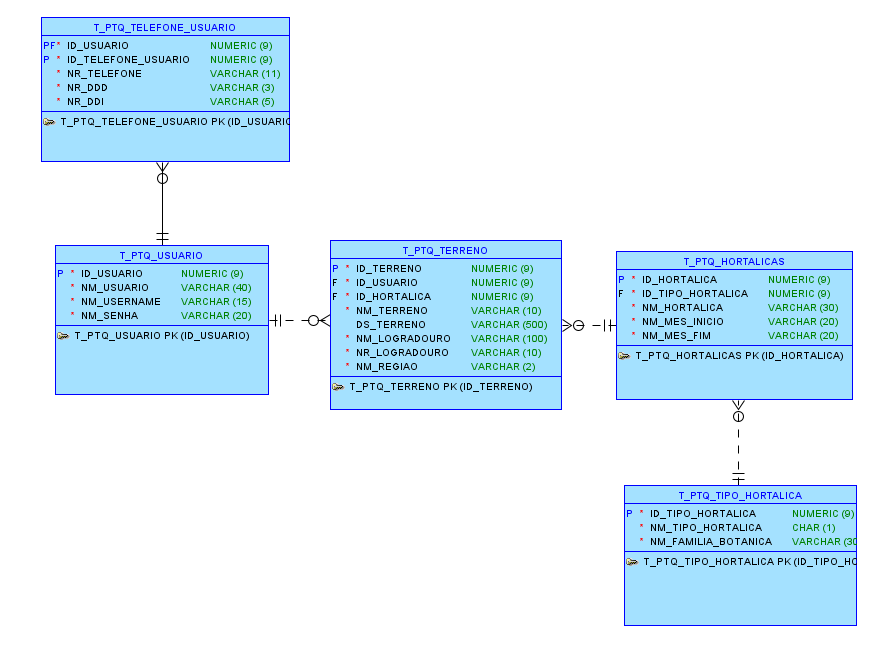 T_PTQ_TELEFONE_USUARIO
PF* ID_USUARIO NUMERIC (9)
P * ID_TELEFONE_USUARIO NUMERIC (9)
* NR_TELEFONE VARCHAR (11)
* NR_DDD VARCHAR (3)
* NR_DDI VARCHAR (5)
T_PTQ_TELEFONE_USUARIO PK (ID_USUARIO
T_PTQ_USUARIO
P * ID_USUARIO NUMERIC (9)
* NM_USUARIO VARCHAR (40)
* NM_USERNAME VARCHAR (15)
* NM_SENHA VARCHAR (20)
T_PTQ_USUARIO PK (ID_USUARIO)
T_PTQ_TERRENO
P * ID_TERRENO NUMERIC (9)
F * ID_USUARIO NUMERIC (9)
F * ID_HORTALICA NUMERIC (9)
* NM_TERRENO VARCHAR (10)
DS_TERRENO VARCHAR (500)
* NM_LOGRADOURO VARCHAR (100)
* NR_LOGRADOURO VARCHAR (10)
* NM_REGIAO VARCHAR (2)
T_PTQ_TERRENO PK (ID_TERRENO)
T_PTQ_HORTALICAS
P * ID_HORTALICA NUMERIC (9)
F * ID_TIPO_HORTALICA NUMERIC (9)
* NM_HORTALICA VARCHAR (30)
* NM_MES_INICIO VARCHAR (20)
* NM_MES_FIM VARCHAR (20)
T_PTQ_HORTALICAS PK (ID_HORTALICA)
T_PTQ_TIPO_HORTALICA
P * ID_TIPO_HORTALICA NUMERIC (9)
* NM_TIPO_HORTALICA CHAR (1)
* NM_FAMILIA_BOTANICA VARCHAR (30
T_PTQ_TIPO_HORTALICA PK (ID_TIPO_HO